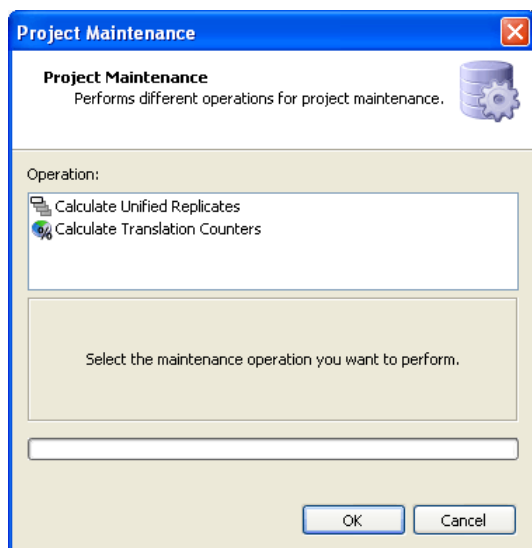 Project Maintenance
Project Maintenance
Performs different operations for project maintenance.
Operation:
Calculate Unified Replicates
Calculate Translation Counters
Select the maintenance operation you want to perform.
OK
Cancel